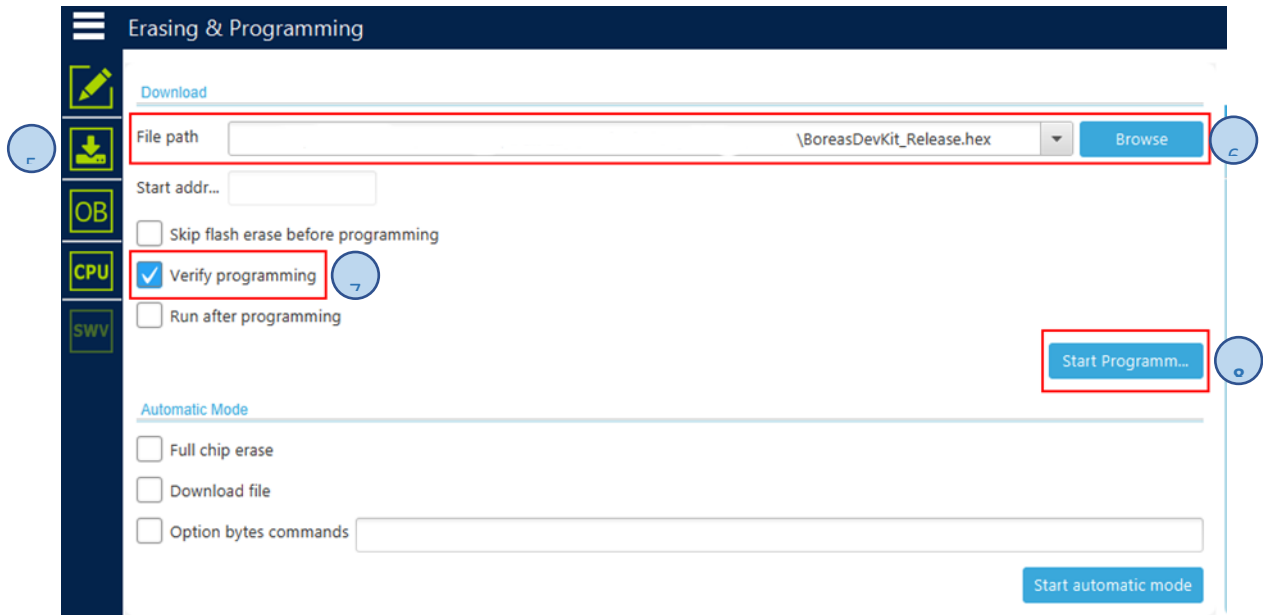 Erasing & Programming
Download
File path
\BoreasDevKit_Release.hex
Browse
Start addr...
OB
Skip flash erase before programming
CPU
Verify programming
Run after programming
SWV
Start Programm...
Automatic Mode
Full chip erase
Download file
Option bytes commands
Start automatic mode